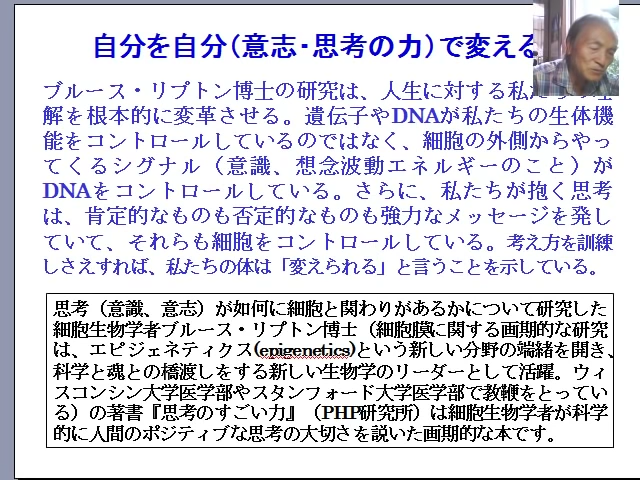 自分を自分（意志・思考の力）で変える
ブルース・リプトン博士の研究は、人生に対する私た
解を根本的に変革させる。遺伝子やDNAが私たちの生体機
能をコントロールしているのではなく、細胞の外側からやっ
てくるシグナル（意識、想念波動エネルギーのこと）が
DNAをコントロールしている。さらに、私たちが抱く思考
は、肯定的なものも否定的なものも強力なメッセージを発し
ていて、それらも細胞をコントロールしている。考え方を訓練
しさえすれば、私たちの体は「変えられる」と言うことを示している。
思考（意識、意志）が如何に細胞と関わりがあるかについて研究した
細胞生物学者ブルース・リプトン博士（細胞膜に関する画期的な研究
は、エピジェネティクス(epigenetics)という新しい分野の端緒を開き、
科学と魂との橋渡しをする新しい生物学のリーダーとして活躍。ウィ
スコンシン大学医学部やスタンフォード大学医学部で教鞭をとってい
る）の著書『思考のすごい力』（PHP研究所）は細胞生物学者が科学
的に人間のポジティブな思考の大切さを説いた画期的な本です。